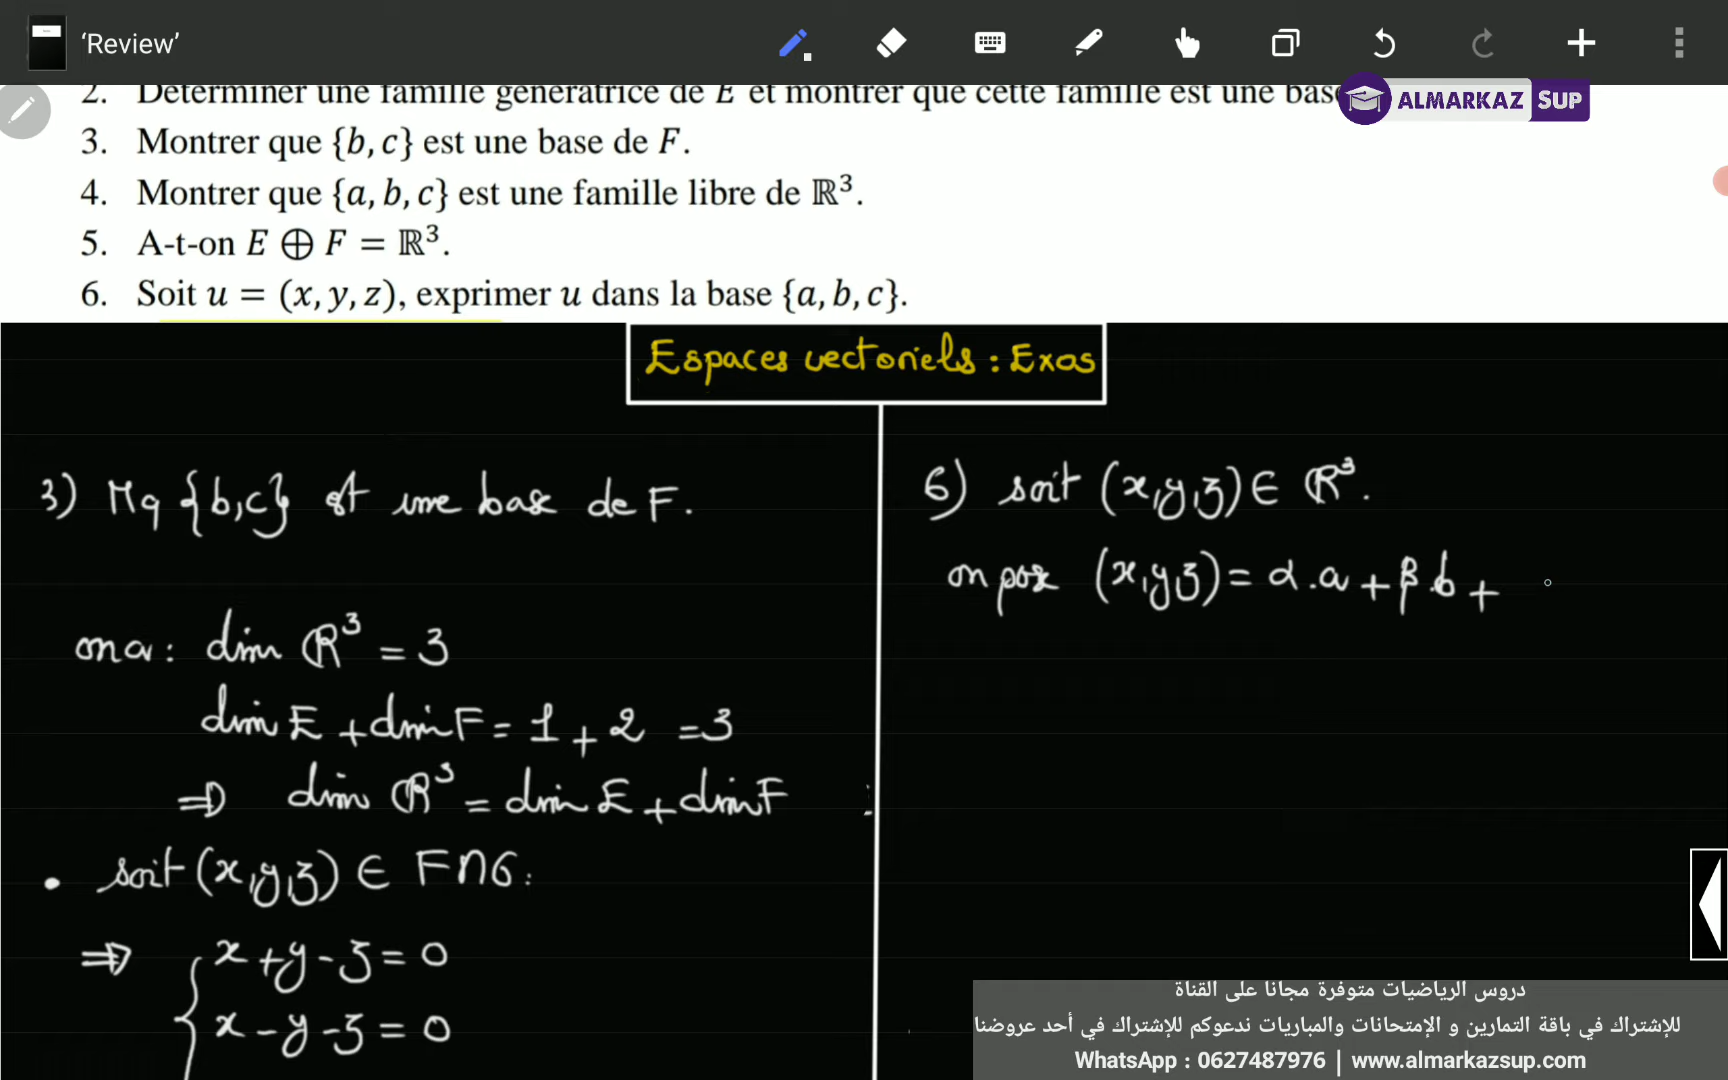 ‘Review’
ALMARKAZ SUP
2. Déterminer une famille génératrice de E et montrer que cette famille est une base
3. Montrer que {b, c} est une base de F.
4. Montrer que {a, b, c} est une famille libre de ℝ³.
5. A-t-on E ⊕ F = ℝ³.
6. Soit u = (x, y, z), exprimer u dans la base {a, b, c}.
Espaces vectoriels : Exos
3) Mq {b,c} est une base de F.
on a : dim ℝ³ = 3
dim E + dim F = 1 + 2 = 3
⇒ dim ℝ³ = dim E + dim F
• soit (x,y,z) ∈ F∩G :
⇒ { x + y - z = 0
x - y - z = 0
6) soit (x,y,z) ∈ ℝ³.
on pose (x,y,z) = α.a + β.b +
دروس الرياضيات متوفرة مجانا على القناة
للإشتراك في باقة التمارين و الإمتحانات والمباريات ندعوكم للإشتراك في أحد عروضنا
WhatsApp : 0627487976 | www.almarkazsup.com